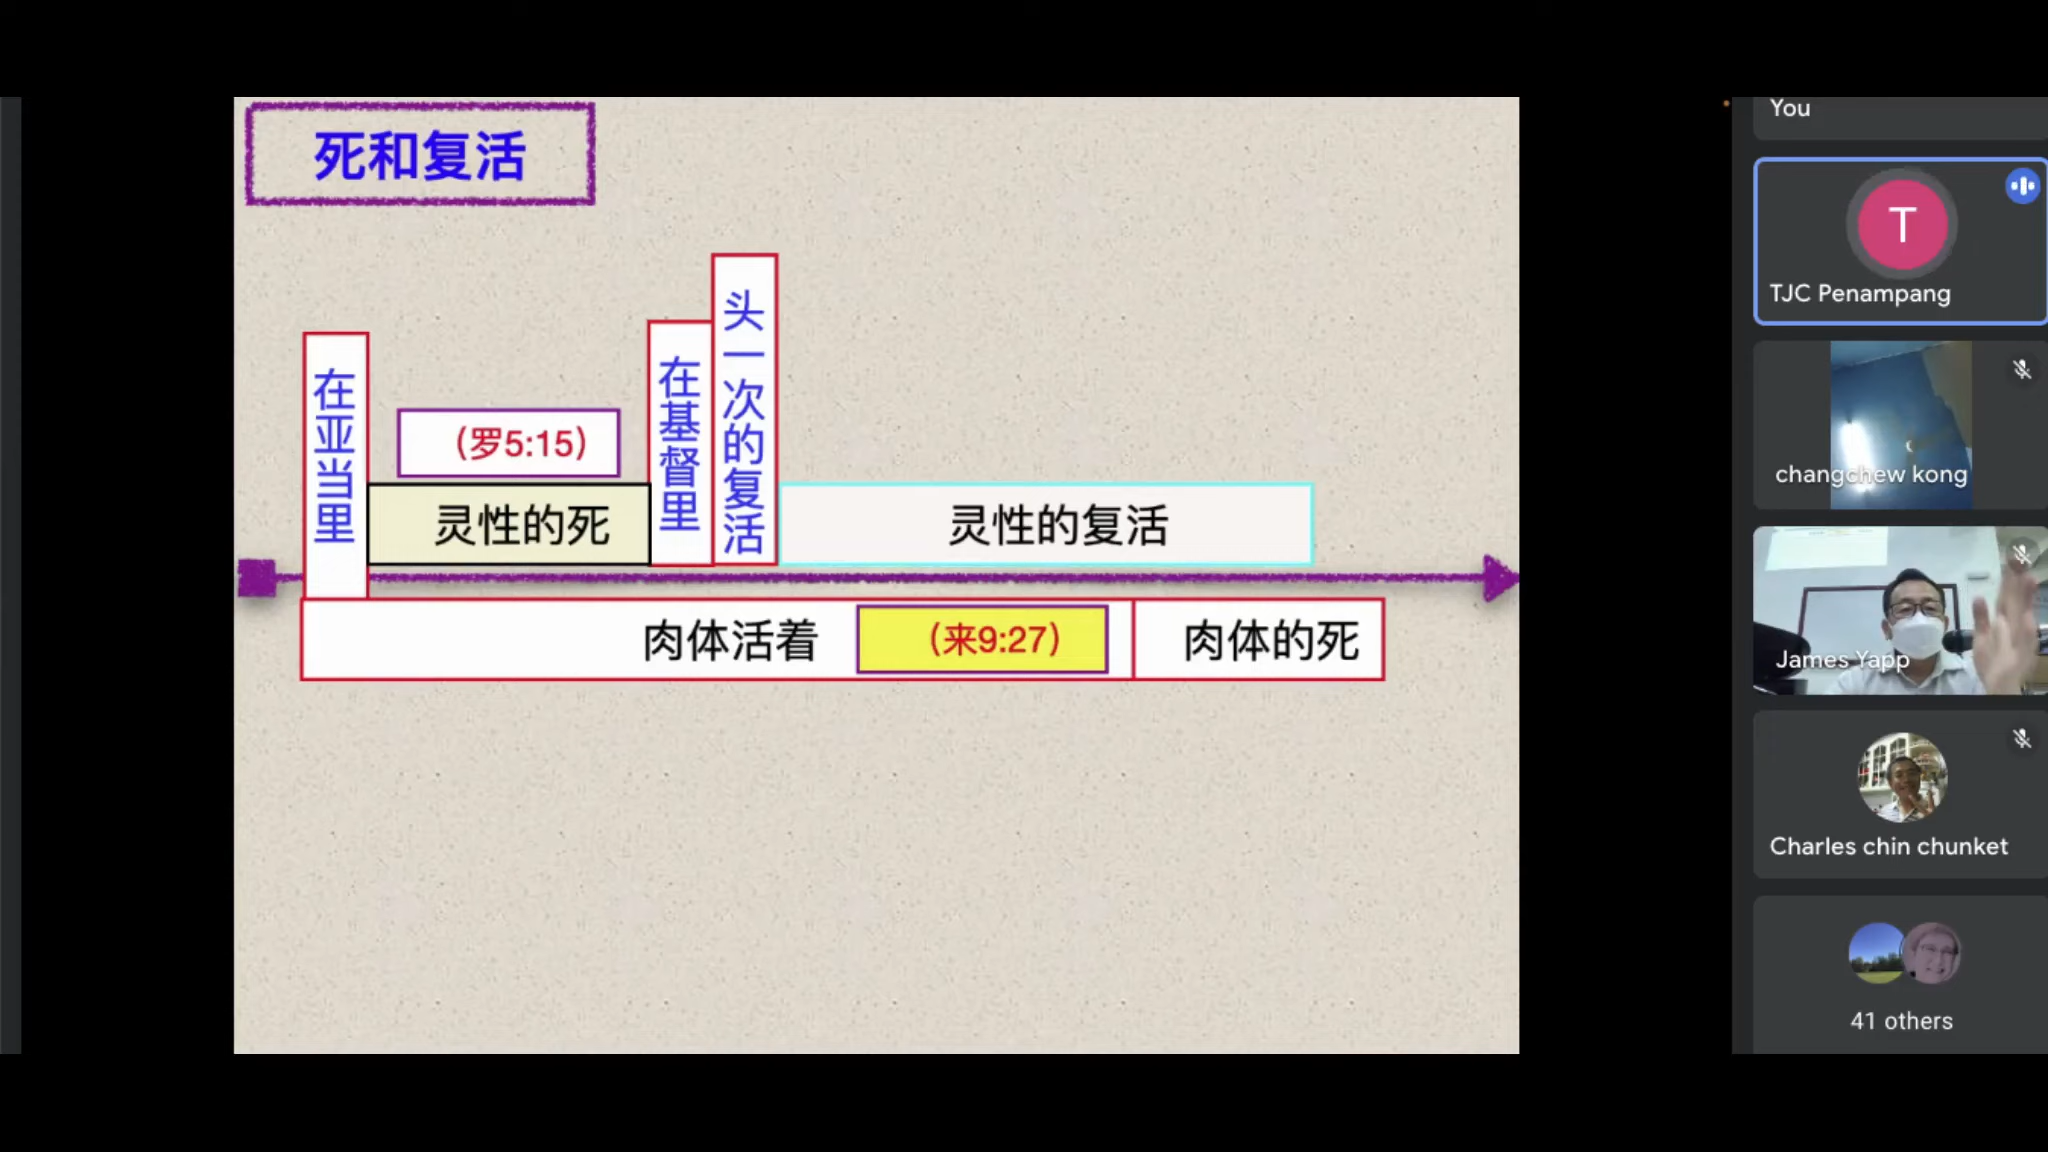 死和复活
在亚当里
（罗5:15）
灵性的死
在基督里
头一次的复活
灵性的复活
肉体活着
（来9:27）
肉体的死
You
T
TJC Penampang
changchew kong
James Yapp
Charles chin chunket
41 others